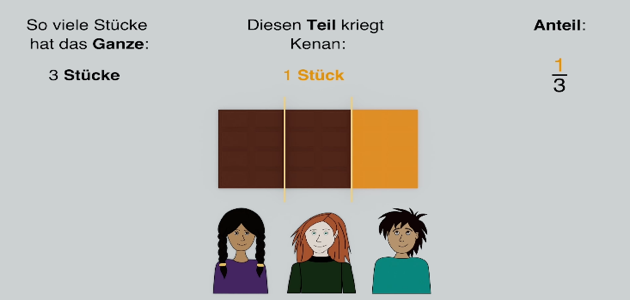 So viele Stücke
hat das Ganze:
3 Stücke
Diesen Teil kriegt
Kenan:
1 Stück
Anteil:
1
3